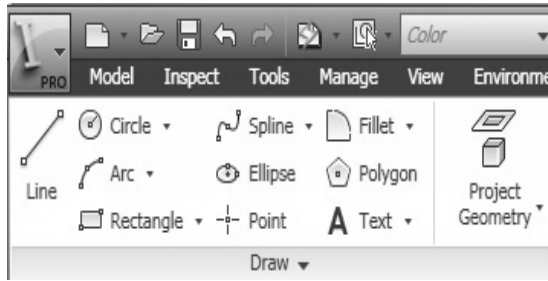 Color
PRO Model Inspect Tools Manage View Environme
Circle Spline Fillet
Line Arc Ellipse Polygon Project Geometry
Rectangle Point A Text
Draw